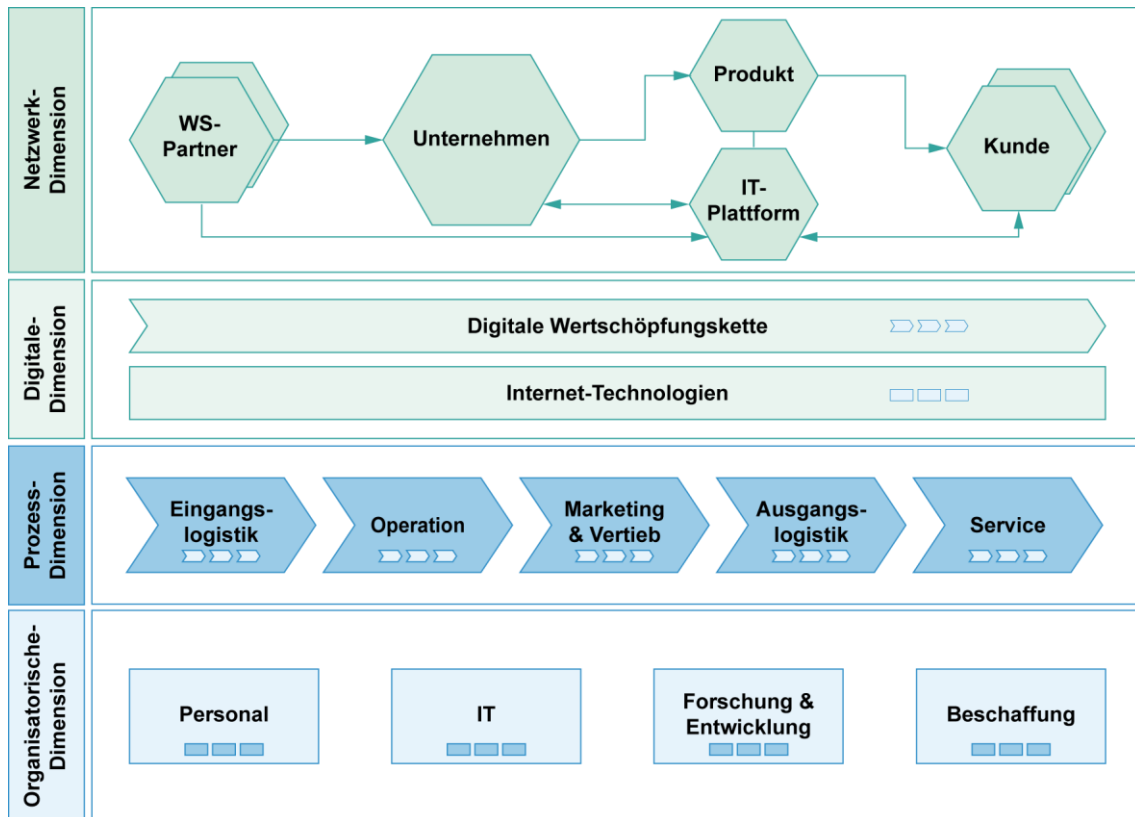 Netzwerk-
Dimension
WS-
Partner
Unternehmen
Produkt
IT-
Plattform
Kunde
Digitale-
Dimension
Digitale Wertschöpfungskette
Internet-Technologien
Prozess-
Dimension
Eingangs-
logistik
Operation
Marketing
& Vertieb
Ausgangs-
logistik
Service
Organisatorische-
Dimension
Personal
IT
Forschung &
Entwicklung
Beschaffung